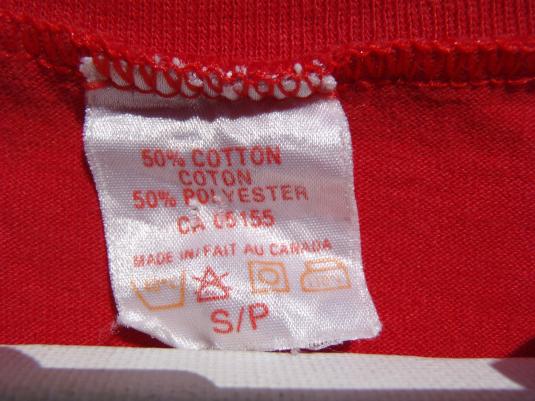 50% COTTON
COTON
50% POLYESTER
CA 05155
MADE IN/FAIT AU CANADA
S/P